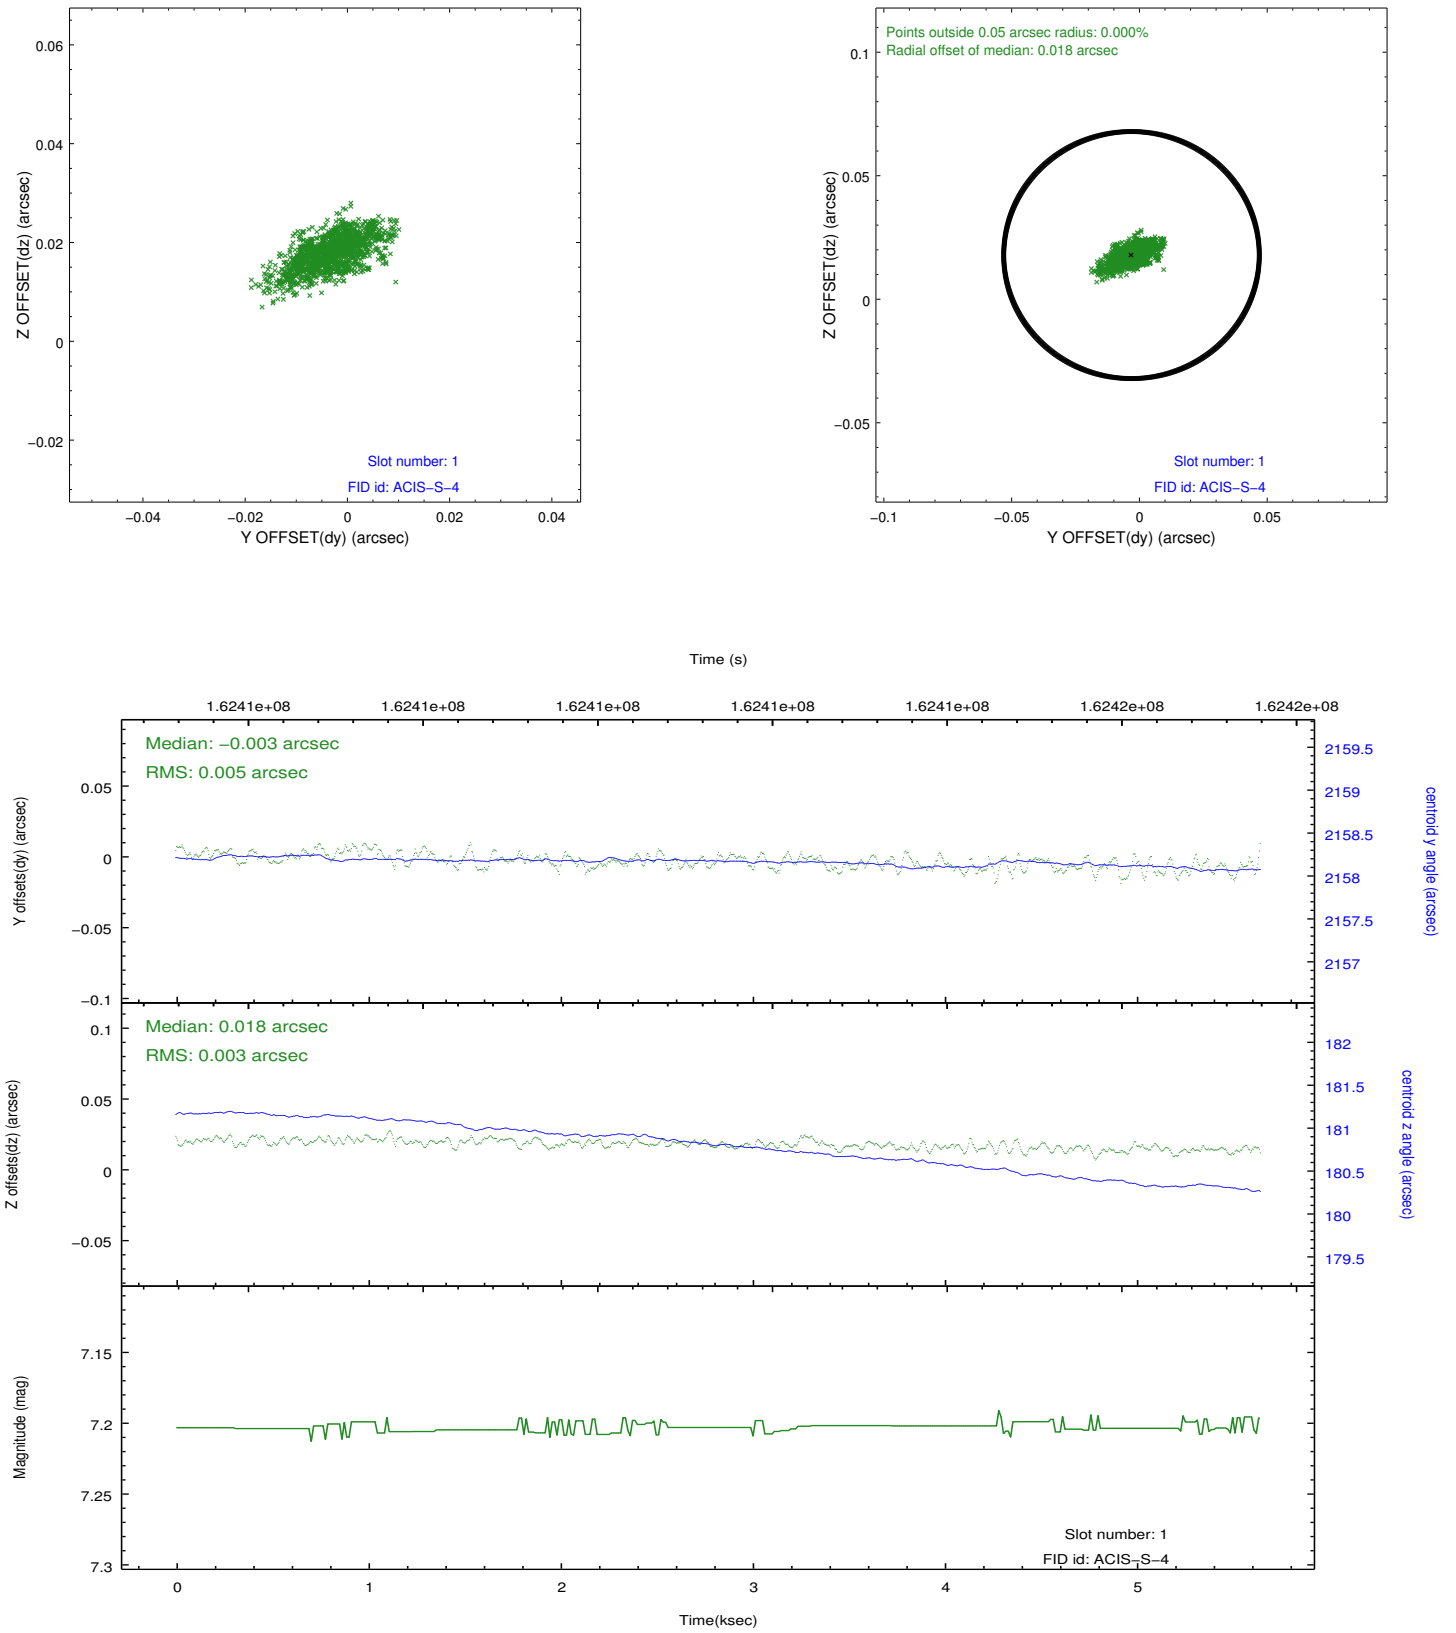 0.06
0.04
0.02
0
−0.02
Z OFFSET(dz) (arcsec)
Slot number: 1
FID id: ACIS−S−4
−0.04
−0.02
0
0.02
0.04
Y OFFSET(dy) (arcsec)
Points outside 0.05 arcsec radius: 0.000%
Radial offset of median: 0.018 arcsec
0.1
0.05
0
−0.05
Z OFFSET(dz) (arcsec)
Slot number: 1
FID id: ACIS−S−4
−0.1
−0.05
0
0.05
Y OFFSET(dy) (arcsec)
Time (s)
1.6241e+08
1.6241e+08
1.6241e+08
1.6241e+08
1.6241e+08
1.6242e+08
1.6242e+08
Median: −0.003 arcsec
RMS: 0.005 arcsec
0.05
0
−0.05
−0.1
Y offsets(dy) (arcsec)
2159.5
2159
2158.5
2158
2157.5
2157
centroid y angle (arcsec)
Median: 0.018 arcsec
RMS: 0.003 arcsec
0.1
0.05
0
−0.05
Z offsets(dz) (arcsec)
182
181.5
181
180.5
180
179.5
centroid z angle (arcsec)
7.15
7.2
7.25
7.3
Magnitude (mag)
Slot number: 1
FID id: ACIS−S−4
0
1
2
3
4
5
Time(ksec)